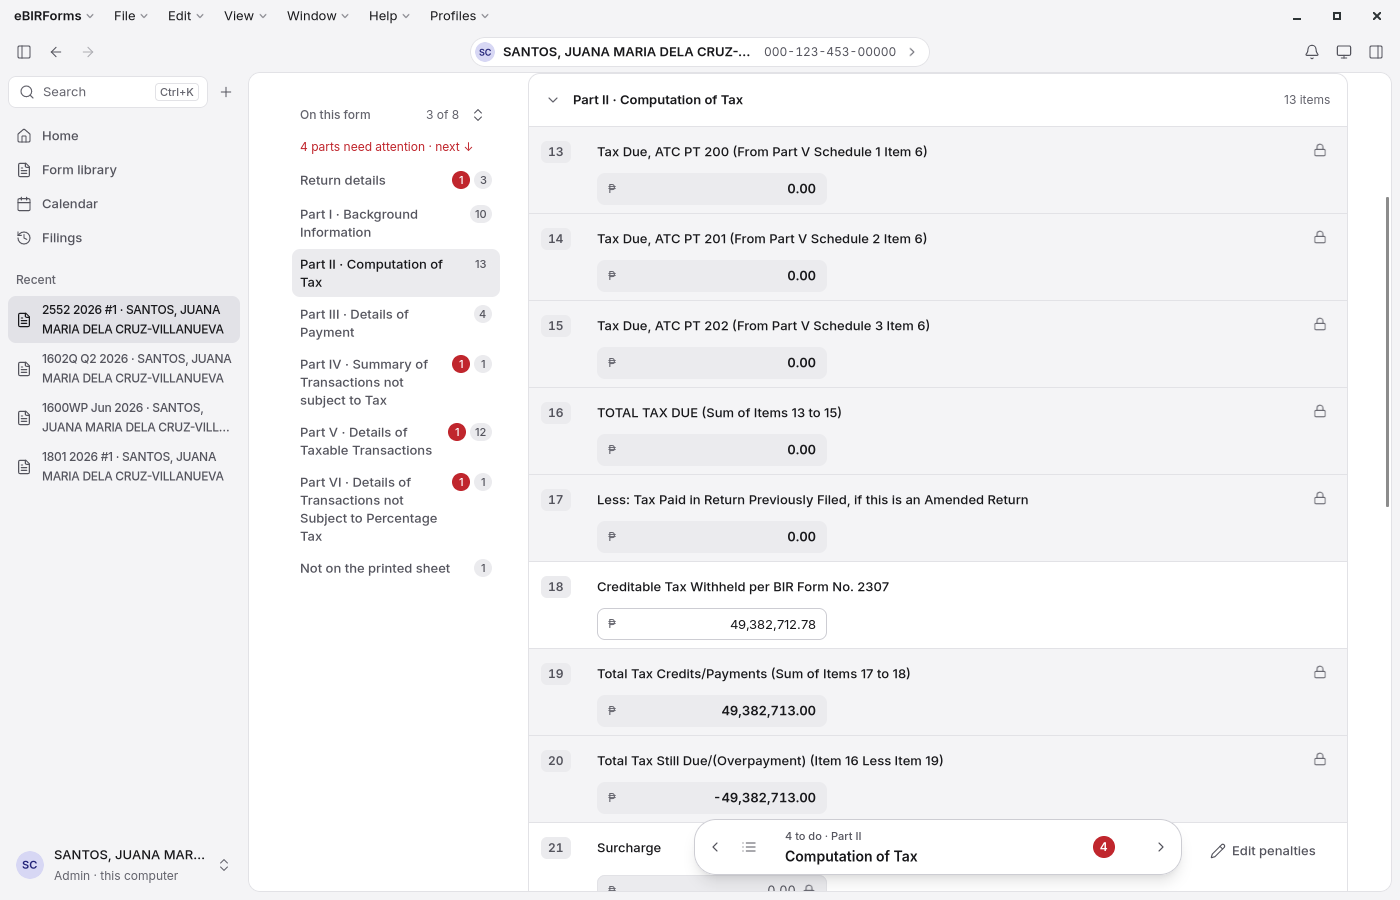 eBIRForms File Edit View Window Help Profiles
SC SANTOS, JUANA MARIA DELA CRUZ-... 000-123-453-00000
Search Ctrl+K
Home
Form library
Calendar
Filings
Recent
2552 2026 #1 · SANTOS, JUANA
MARIA DELA CRUZ-VILLANUEVA
1602Q Q2 2026 · SANTOS, JUANA
MARIA DELA CRUZ-VILLANUEVA
1600WP Jun 2026 · SANTOS,
JUANA MARIA DELA CRUZ-VILL...
1801 2026 #1 · SANTOS, JUANA
MARIA DELA CRUZ-VILLANUEVA
SC SANTOS, JUANA MAR...
Admin · this computer
On this form 3 of 8
4 parts need attention · next ↓
Return details 1 3
Part I · Background 10
Information
Part II · Computation of 13
Tax
Part III · Details of 4
Payment
Part IV · Summary of 1 1
Transactions not
subject to Tax
Part V · Details of 1 12
Taxable Transactions
Part VI · Details of 1 1
Transactions not
Subject to Percentage
Tax
Not on the printed sheet 1
Part II · Computation of Tax 13 items
13 Tax Due, ATC PT 200 (From Part V Schedule 1 Item 6)
₱ 0.00
14 Tax Due, ATC PT 201 (From Part V Schedule 2 Item 6)
₱ 0.00
15 Tax Due, ATC PT 202 (From Part V Schedule 3 Item 6)
₱ 0.00
16 TOTAL TAX DUE (Sum of Items 13 to 15)
₱ 0.00
17 Less: Tax Paid in Return Previously Filed, if this is an Amended Return
₱ 0.00
18 Creditable Tax Withheld per BIR Form No. 2307
₱ 49,382,712.78
19 Total Tax Credits/Payments (Sum of Items 17 to 18)
₱ 49,382,713.00
20 Total Tax Still Due/(Overpayment) (Item 16 Less Item 19)
₱ -49,382,713.00
21 Surcharge
Edit penalties
₱ 0.00
4 to do · Part II
Computation of Tax 4